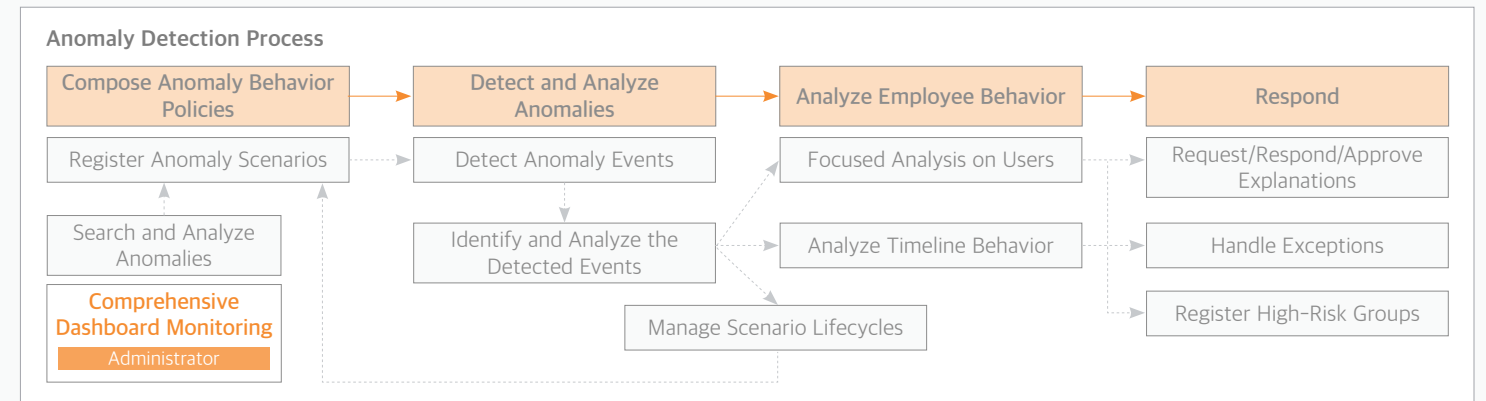 Anomaly Detection Process
Compose Anomaly Behavior
Policies
Detect and Analyze
Anomalies
Analyze Employee Behavior
Respond
Register Anomaly Scenarios
Detect Anomaly Events
Focused Analysis on Users
Request/Respond/Approve
Explanations
Search and Analyze
Anomalies
Identify and Analyze the
Detected Events
Analyze Timeline Behavior
Handle Exceptions
Comprehensive
Dashboard Monitoring
Administrator
Manage Scenario Lifecycles
Register High-Risk Groups